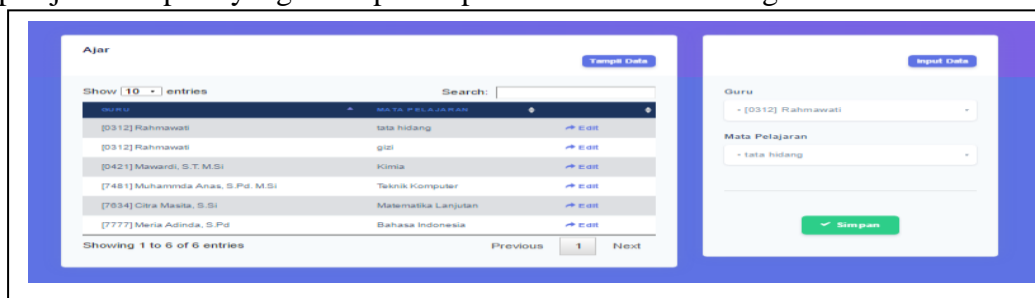 Ajar
Tampil Data
Show 10 entries
Search:
GURU MATA PELAJARAN
[0312] Rahmawati tata hidang Edit
[0312] Rahmawati gizi Edit
[0421] Mawardi, S.T. M.Si Kimia Edit
[7481] Muhammda Anas, S.Pd. M.Si Teknik Komputer Edit
[7634] Citra Masita, S.Si Matematika Lanjutan Edit
[7777] Meria Adinda, S.Pd Bahasa Indonesia Edit
Showing 1 to 6 of 6 entries
Previous 1 Next
Input Data
Guru
- [0312] Rahmawati
Mata Pelajaran
- tata hidang
Simpan